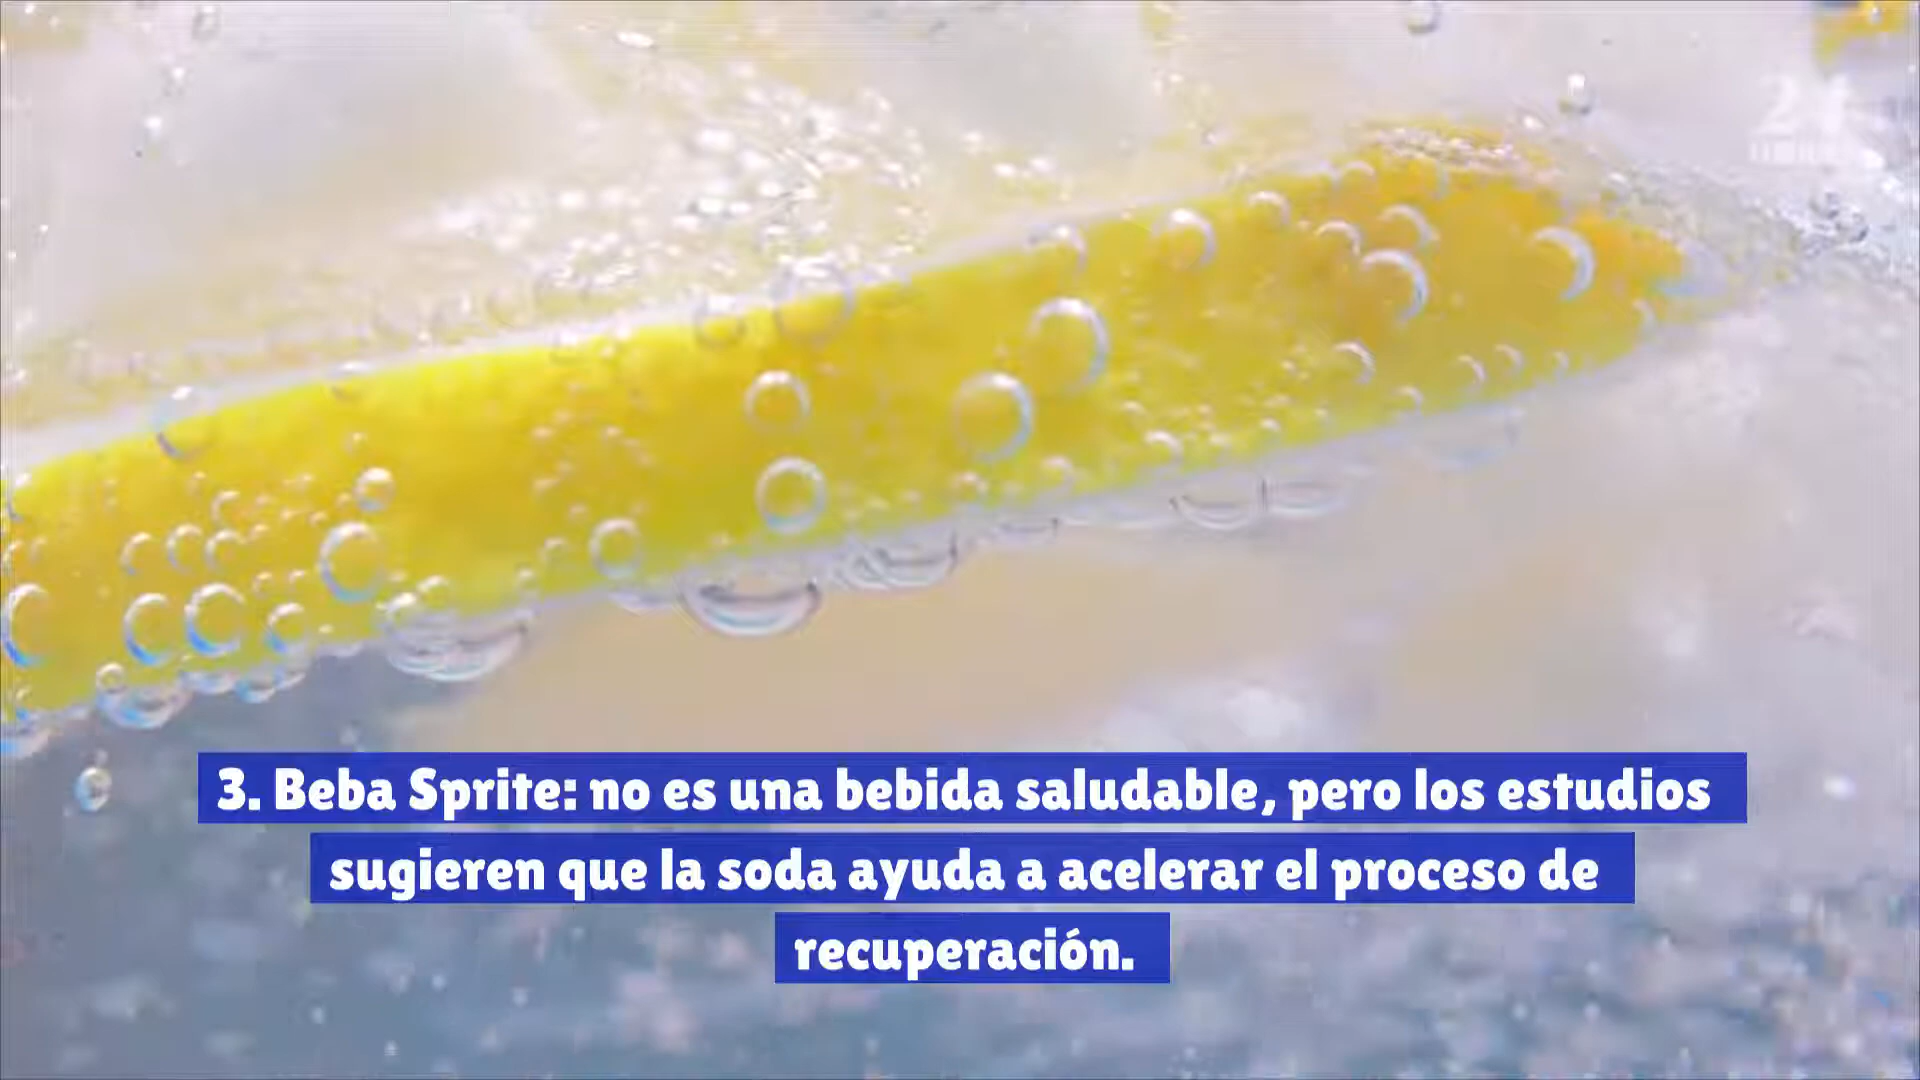 3. Beba Sprite: no es una bebida saludable, pero los estudios
sugieren que la soda ayuda a acelerar el proceso de
recuperación.